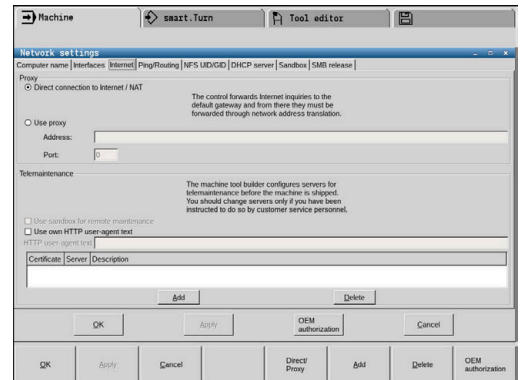 Machine
smart.Turn
Tool editor
Network settings
Computer name Interfaces Internet Ping/Routing NFS UID/GID DHCP server Sandbox SMB release
Proxy
Direct connection to Internet / NAT
The control forwards Internet inquiries to the
default gateway and from there they must be
forwarded through network address translation.
Use proxy
Address:
Port:
0
Telemaintenance
The machine tool builder configures servers for
telemaintenance before the machine is shipped.
You should change servers only if you have been
instructed to do so by customer service personnel.
Use sandbox for remote maintenance
Use own HTTP user-agent text
HTTP user-agent text
Certificate Server Description
Add Delete
OK Apply OEM authorization Cancel
OK Apply Cancel Direct/ Proxy Add Delete OEM authorization